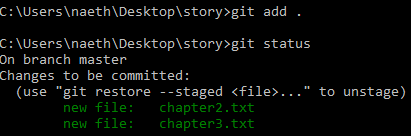 C:\Users\naeth\Desktop\story>git add .
C:\Users\naeth\Desktop\story>git status
On branch master
Changes to be committed:
  (use "git restore --staged <file>..." to unstage)
        new file:   chapter2.txt
        new file:   chapter3.txt